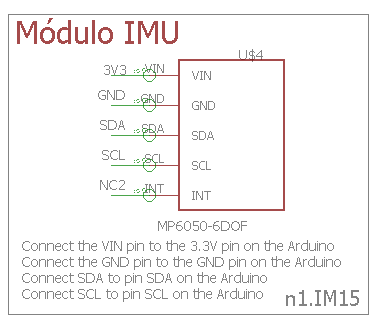 Módulo IMU
U$4
3V3 VIN VIN
GND GND GND
SDA SDA SDA
SCL SCL SCL
NC2 INT INT
MP6050-6DOF
Connect the VIN pin to the 3.3V pin on the Arduino
Connect the GND pin to the GND pin on the Arduino
Connect SDA to pin SDA on the Arduino
Connect SCL to pin SCL on the Arduino
n1.IM15